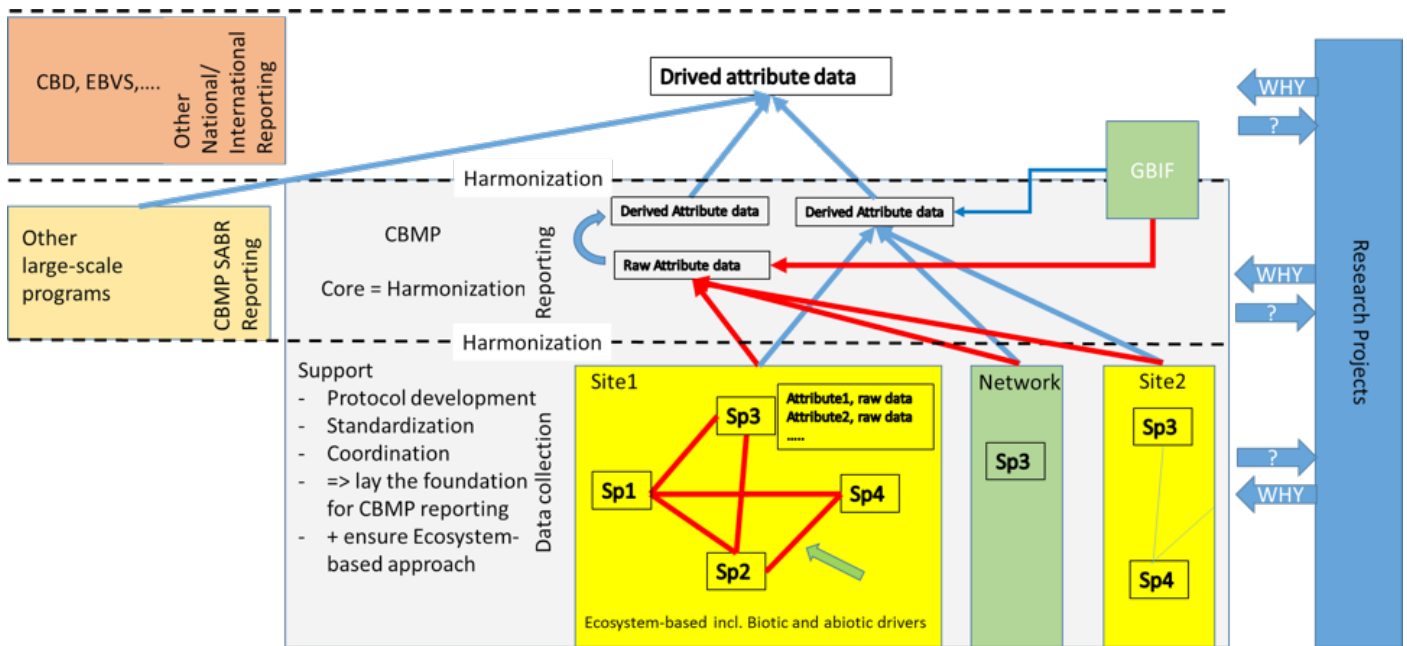 CBD, EBVS,....
Other
National/
International
Reporting
Drived attribute data
WHY
?
GBIF
Harmonization
Derived Attribute data
Derived Attribute data
Other
large-scale
programs
CBMP SABR
Reporting
CBMP
Core = Harmonization
Reporting
Raw Attribute data
WHY
?
Research Projects
Harmonization
Support
- Protocol development
- Standardization
- Coordination
- => lay the foundation
for CBMP reporting
- + ensure Ecosystem-
based approach
Data collection
Site1
Sp3
Attribute1, raw data
Attribute2, raw data
.....
Sp1
Sp4
Sp2
Ecosystem-based incl. Biotic and abiotic drivers
Network
Sp3
Site2
Sp3
Sp4
?
WHY